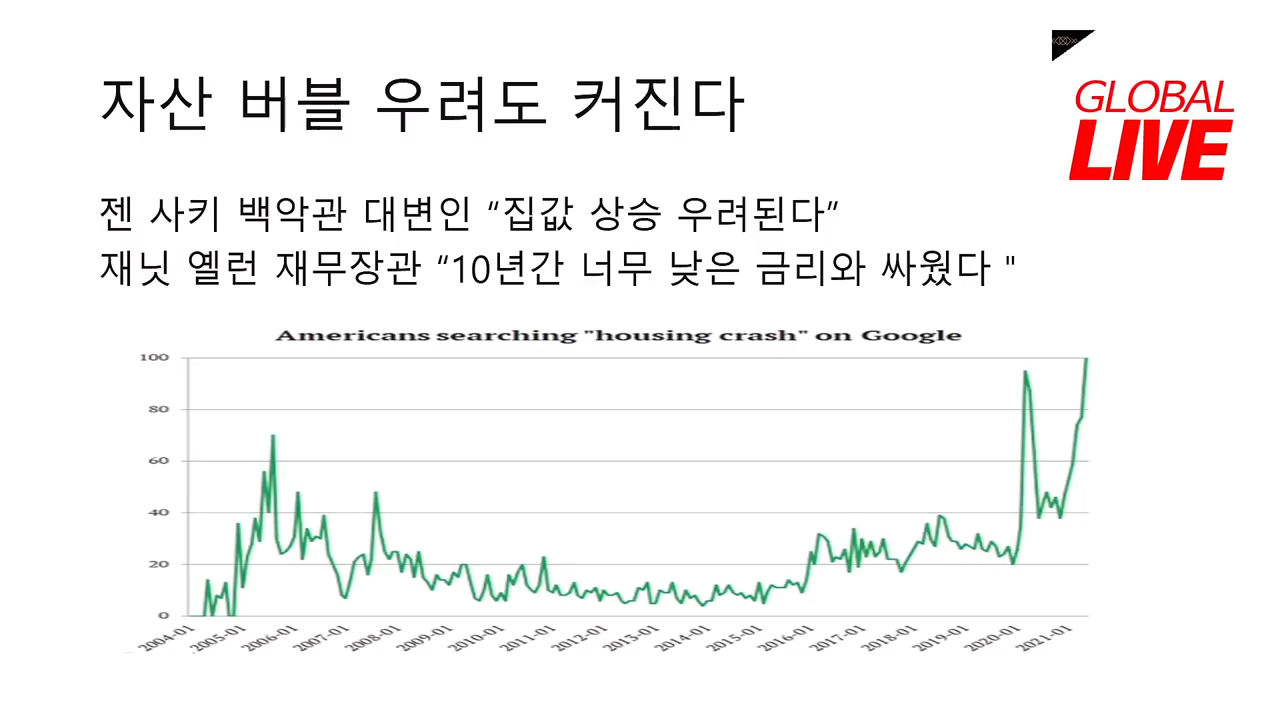 자산 버블 우려도 커진다
GLOBAL
LIVE
젠 사키 백악관 대변인 “집값 상승 우려된다”
재닛 옐런 재무장관 “10년간 너무 낮은 금리와 싸웠다 "
Americans searching "housing crash" on Google
100
80
60
40
20
0
2004-01 2005-01 2006-01 2007-01 2008-01 2009-01 2010-01 2011-01 2012-01 2013-01 2014-01 2015-01 2016-01 2017-01 2018-01 2019-01 2020-01 2021-01